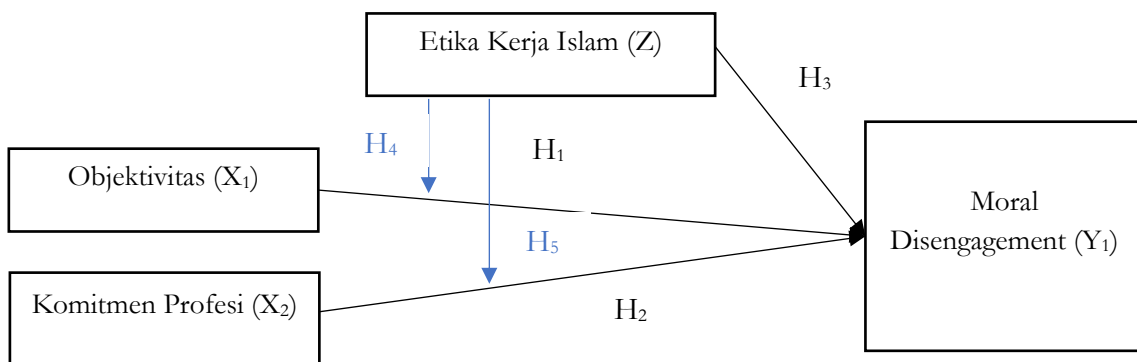 Etika Kerja Islam (Z)
H₃
H₄
H₁
Objektivitas (X₁)
Moral
Disengagement (Y₁)
H₅
Komitmen Profesi (X₂)
H₂